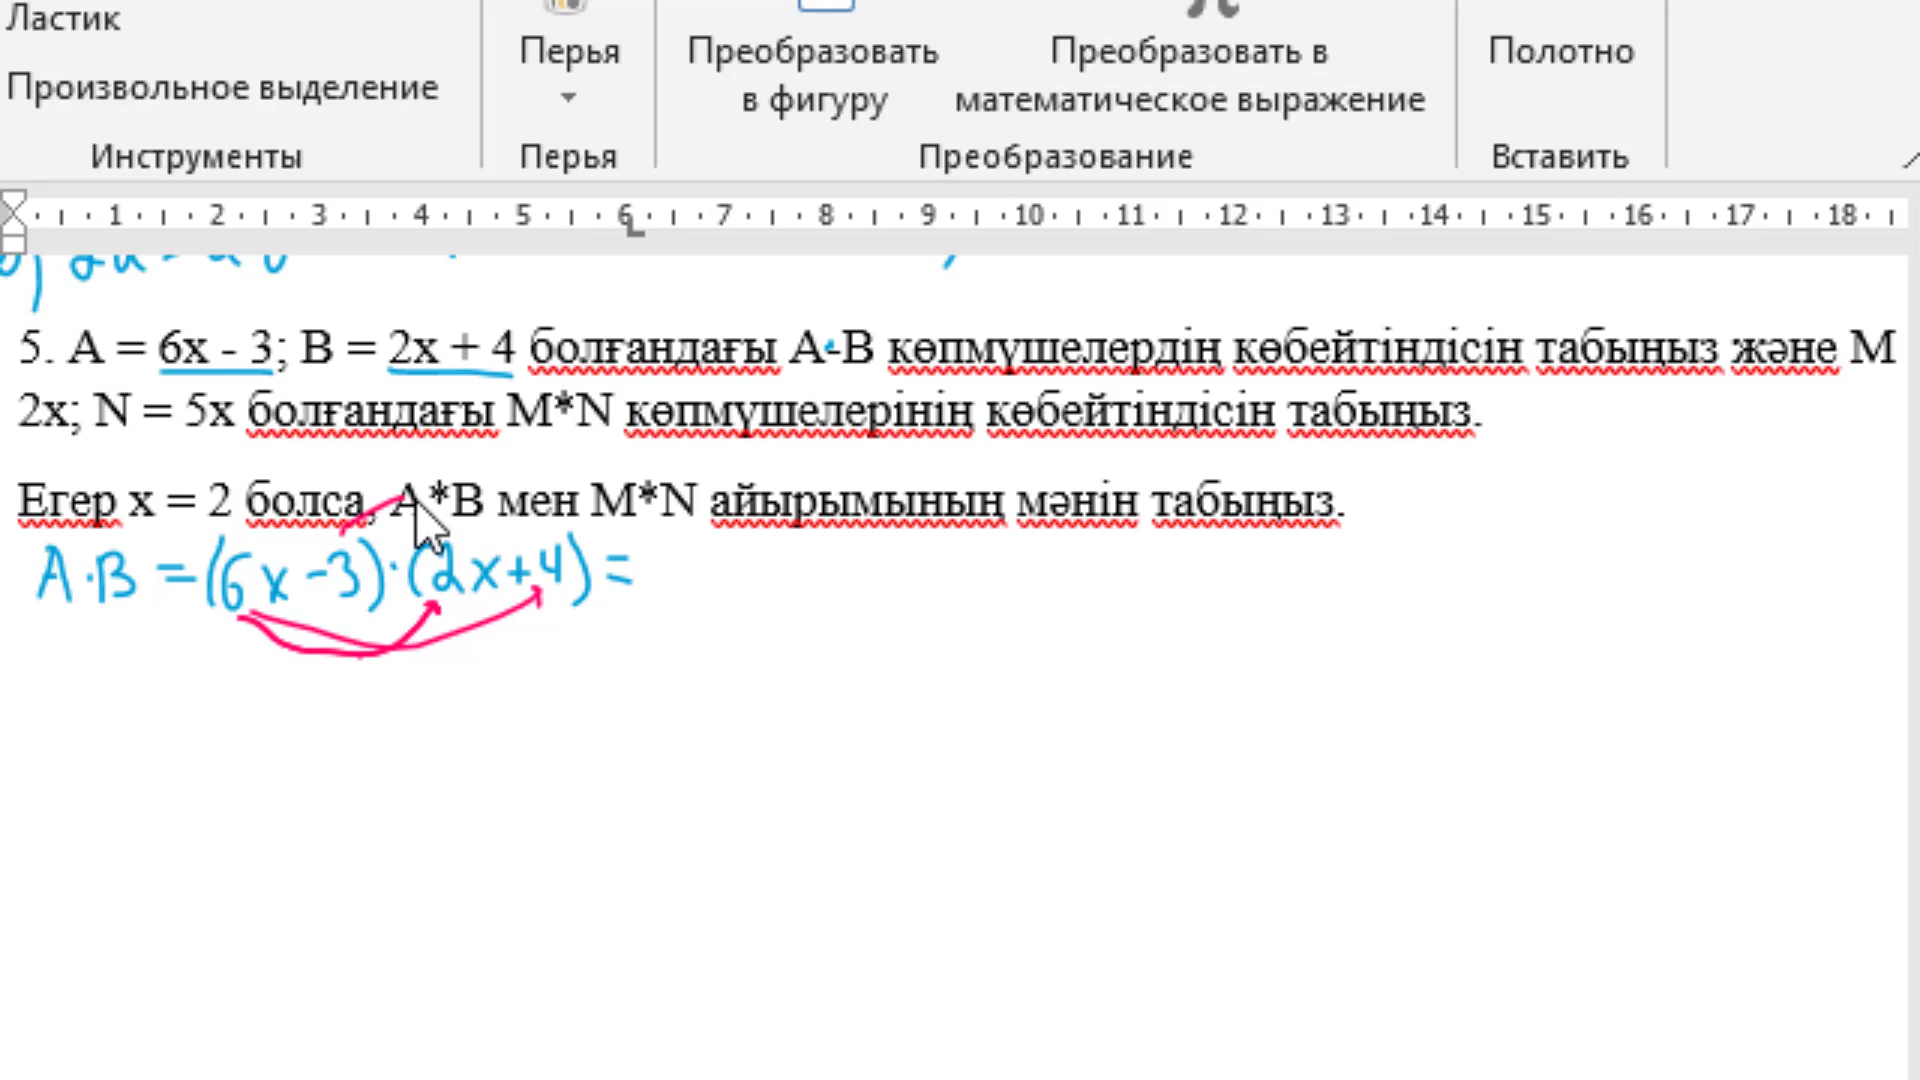 Ластик
Произвольное выделение
Инструменты
Перья
Перья
Преобразовать в фигуру
Преобразовать в математическое выражение
Преобразование
Полотно
Вставить
1 2 3 4 5 6 7 8 9 10 11 12 13 14 15 16 17 18
5. A = 6x - 3; B = 2x + 4 болғандағы A·B көпмүшелердің көбейтіндісін табыңыз және M
2x; N = 5x болғандағы M*N көпмүшелерінің көбейтіндісін табыңыз.
Егер x = 2 болса, A*B мен M*N айырымының мәнін табыңыз.
A·B = (6x -3)·(2x+4) =